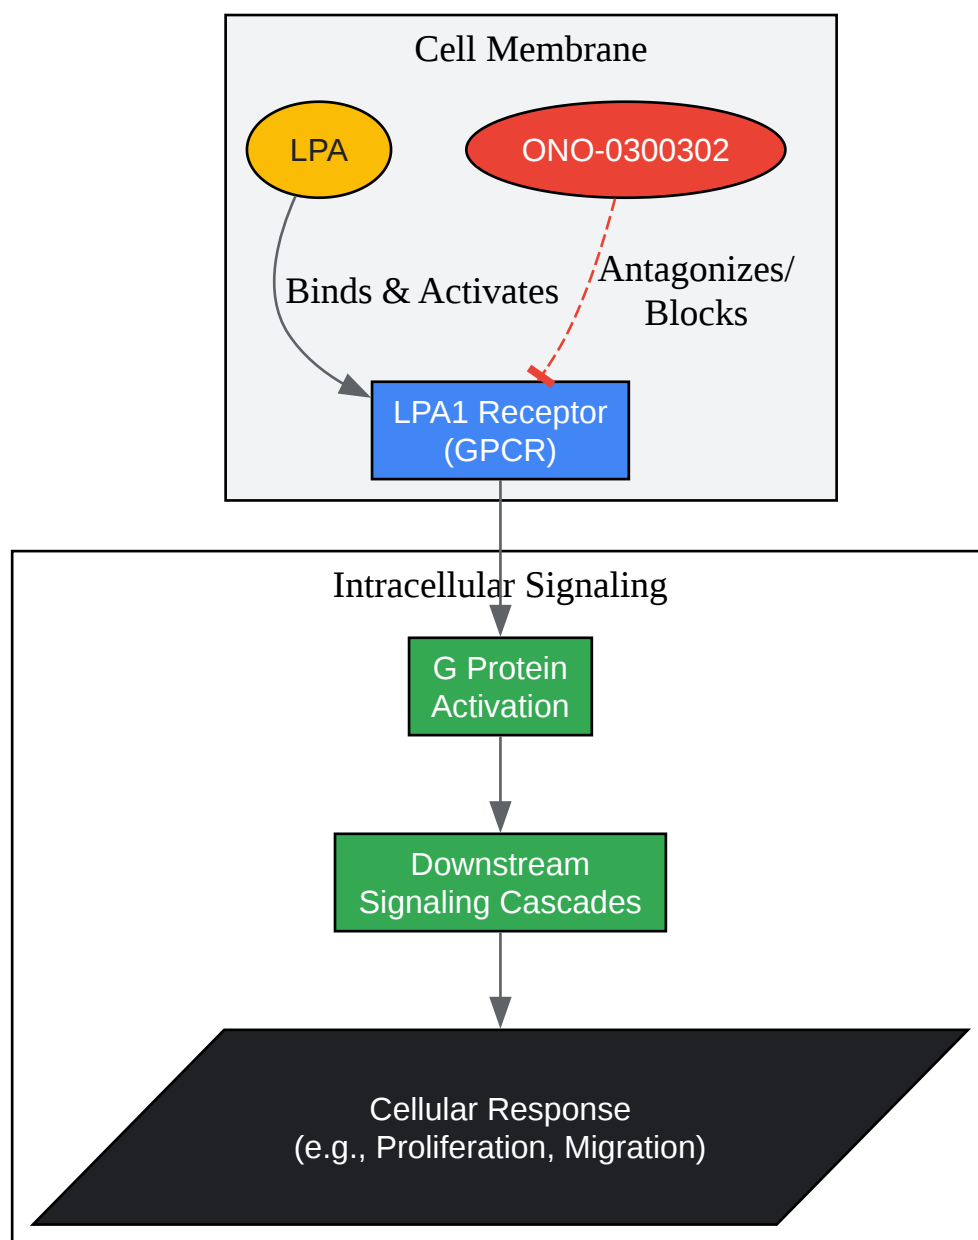 Cell Membrane
LPA
ONO-0300302
Binds & Activates
Antagonizes/
Blocks
LPA1 Receptor
(GPCR)
Intracellular Signaling
G Protein
Activation
Downstream
Signaling Cascades
Cellular Response
(e.g., Proliferation, Migration)